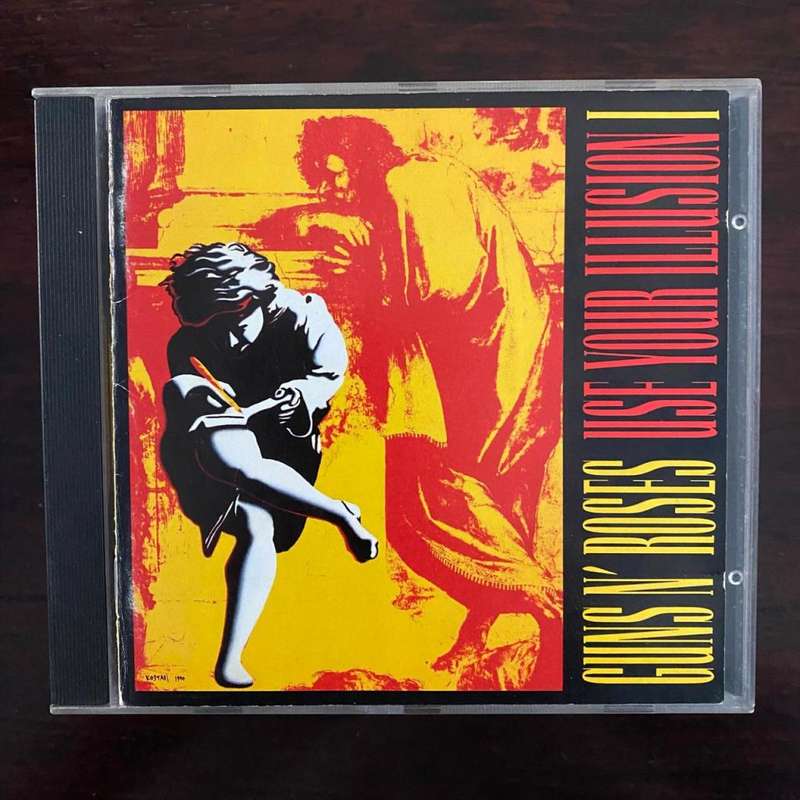 GUNS N' ROSES USE YOUR ILLUSION I
KOSTABI 1990